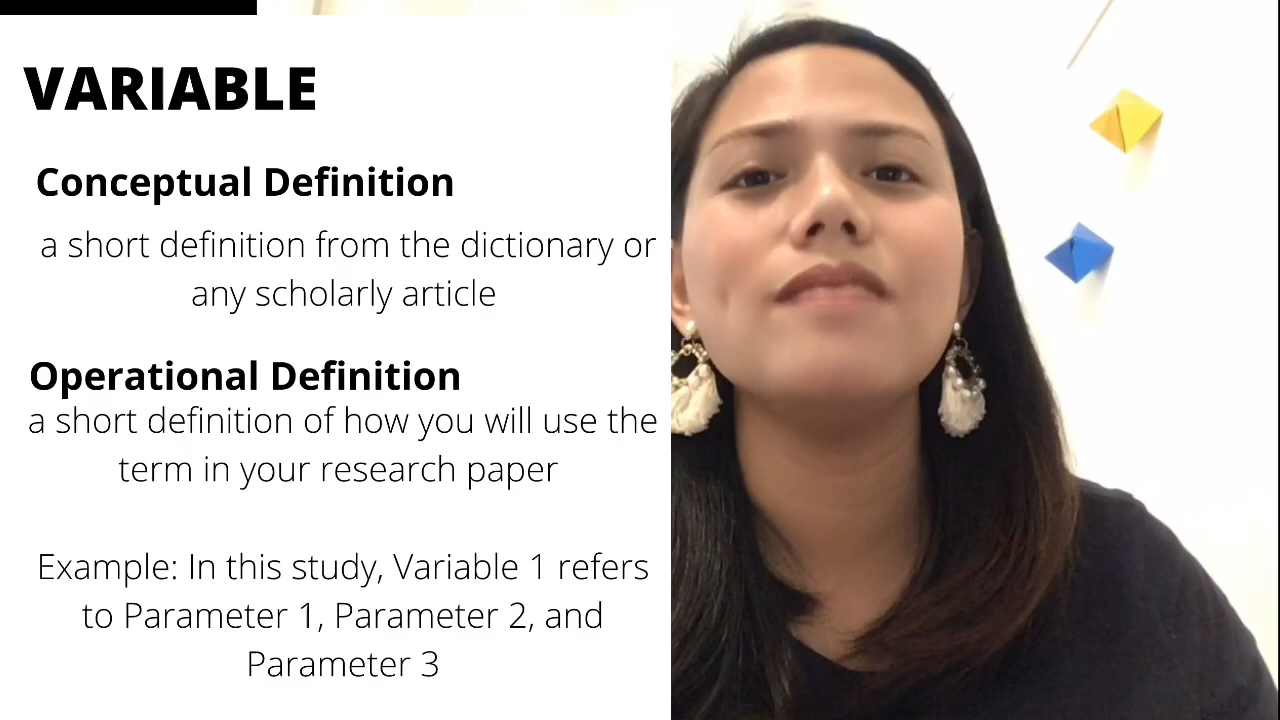 VARIABLE
Conceptual Definition
a short definition from the dictionary or
any scholarly article
Operational Definition
a short definition of how you will use the
term in your research paper
Example: In this study, Variable 1 refers
to Parameter 1, Parameter 2, and
Parameter 3